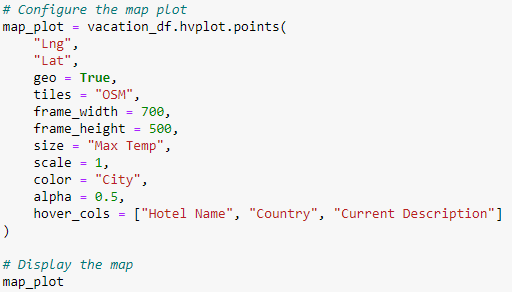 # Configure the map plot
map_plot = vacation_df.hvplot.points(
    "Lng",
    "Lat",
    geo = True,
    tiles = "OSM",
    frame_width = 700,
    frame_height = 500,
    size = "Max Temp",
    scale = 1,
    color = "City",
    alpha = 0.5,
    hover_cols = ["Hotel Name", "Country", "Current Description"]
)
# Display the map
map_plot